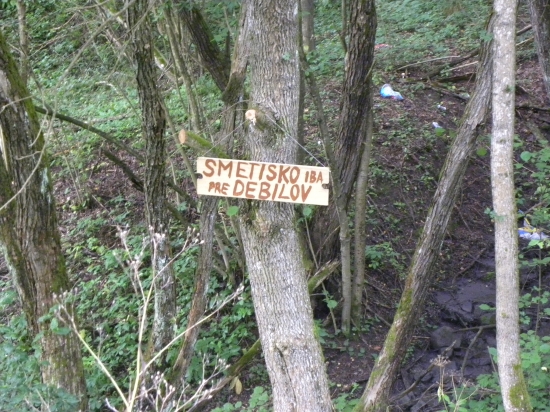 SMETISKO IBA
PRE DEBILOV